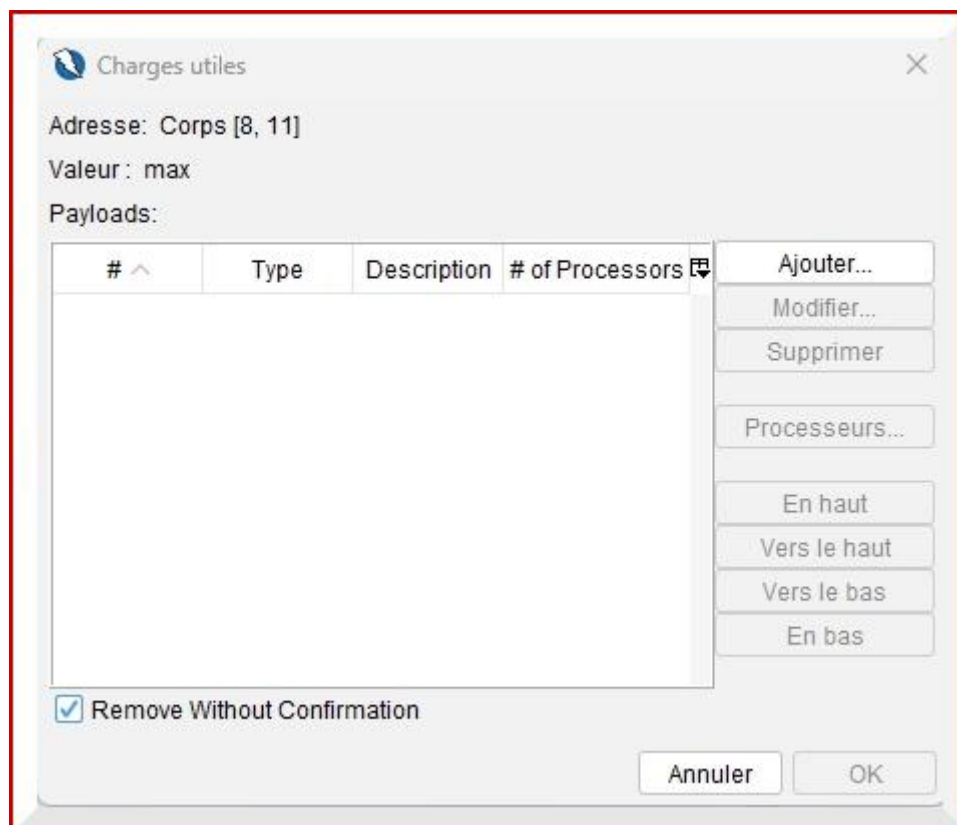 Charges utiles
Adresse: Corps [8, 11]
Valeur : max
Payloads:
# Type Description # of Processors
Ajouter...
Modifier...
Supprimer
Processeurs...
En haut
Vers le haut
Vers le bas
En bas
Remove Without Confirmation
Annuler OK